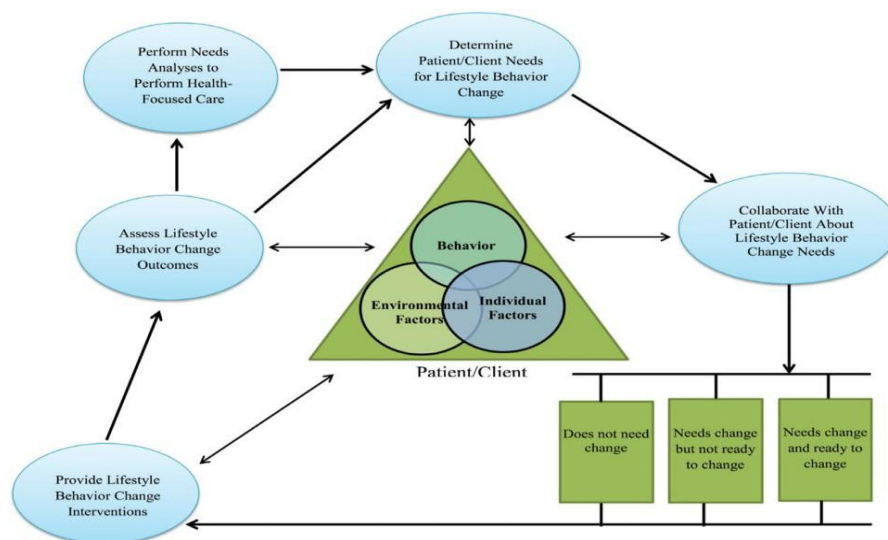 Perform Needs
Analyses to
Perform Health-
Focused Care
Determine
Patient/Client Needs
for Lifestyle Behavior
Change
Assess Lifestyle
Behavior Change
Outcomes
Behavior
Environmental
Factors
Individual
Factors
Patient/Client
Collaborate With
Patient/Client About
Lifestyle Behavior
Change Needs
Does not need
change
Needs change
but not ready
to change
Needs change
and ready to
change
Provide Lifestyle
Behavior Change
Interventions